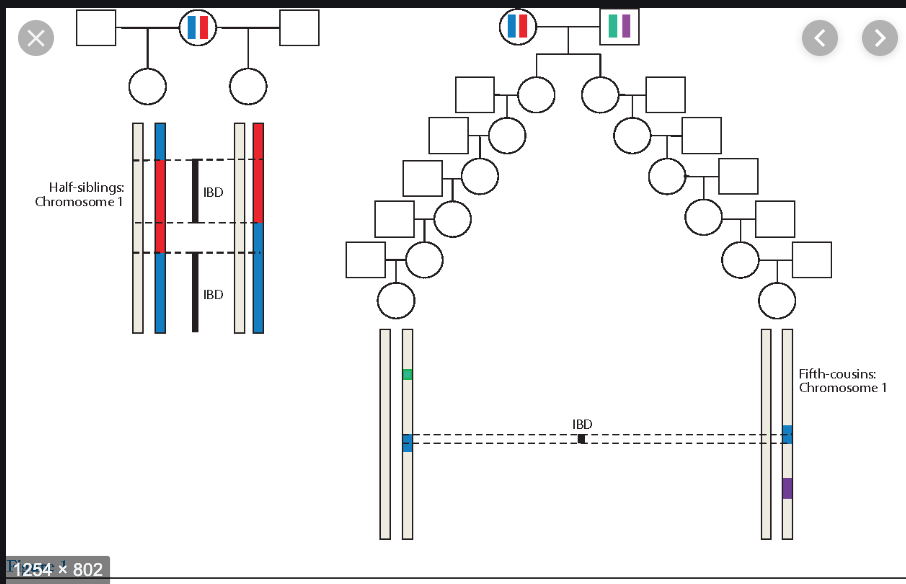 Half-siblings:
Chromosome 1
IBD
IBD
Fifth-cousins:
Chromosome 1
IBD
1254 × 802